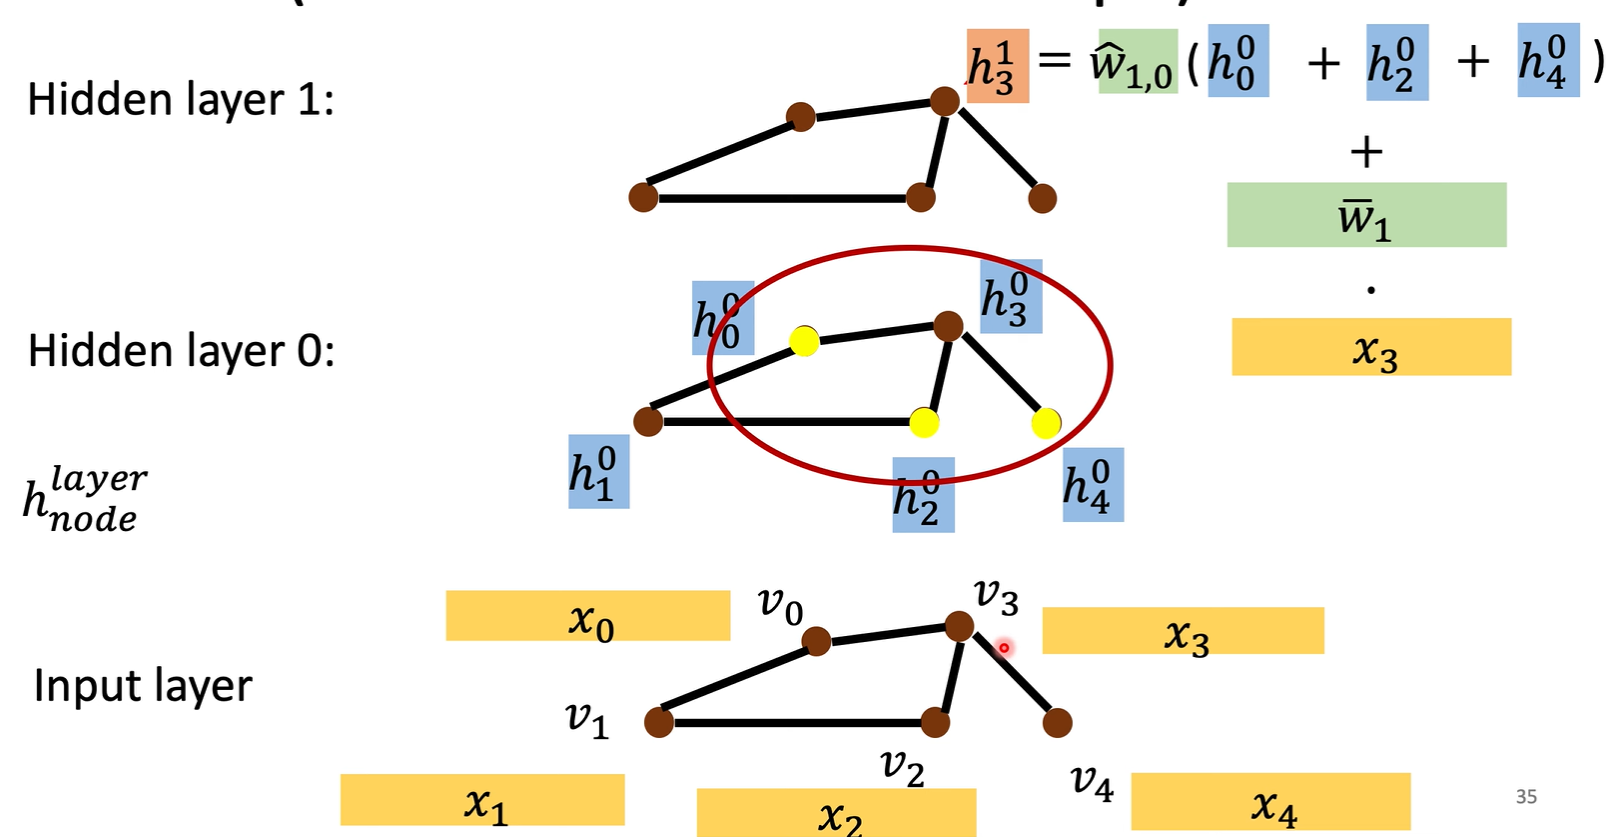 Hidden layer 1:
h_3^1 = ŵ_{1,0} ( h_0^0 + h_2^0 + h_4^0 )
+
w̅_1
·
x_3
Hidden layer 0:
h_0^0
h_3^0
h_1^0
h_2^0
h_4^0
h_{node}^{layer}
Input layer
x_0
v_0
v_3
x_3
v_1
v_2
v_4
x_1
x_2
x_4
35